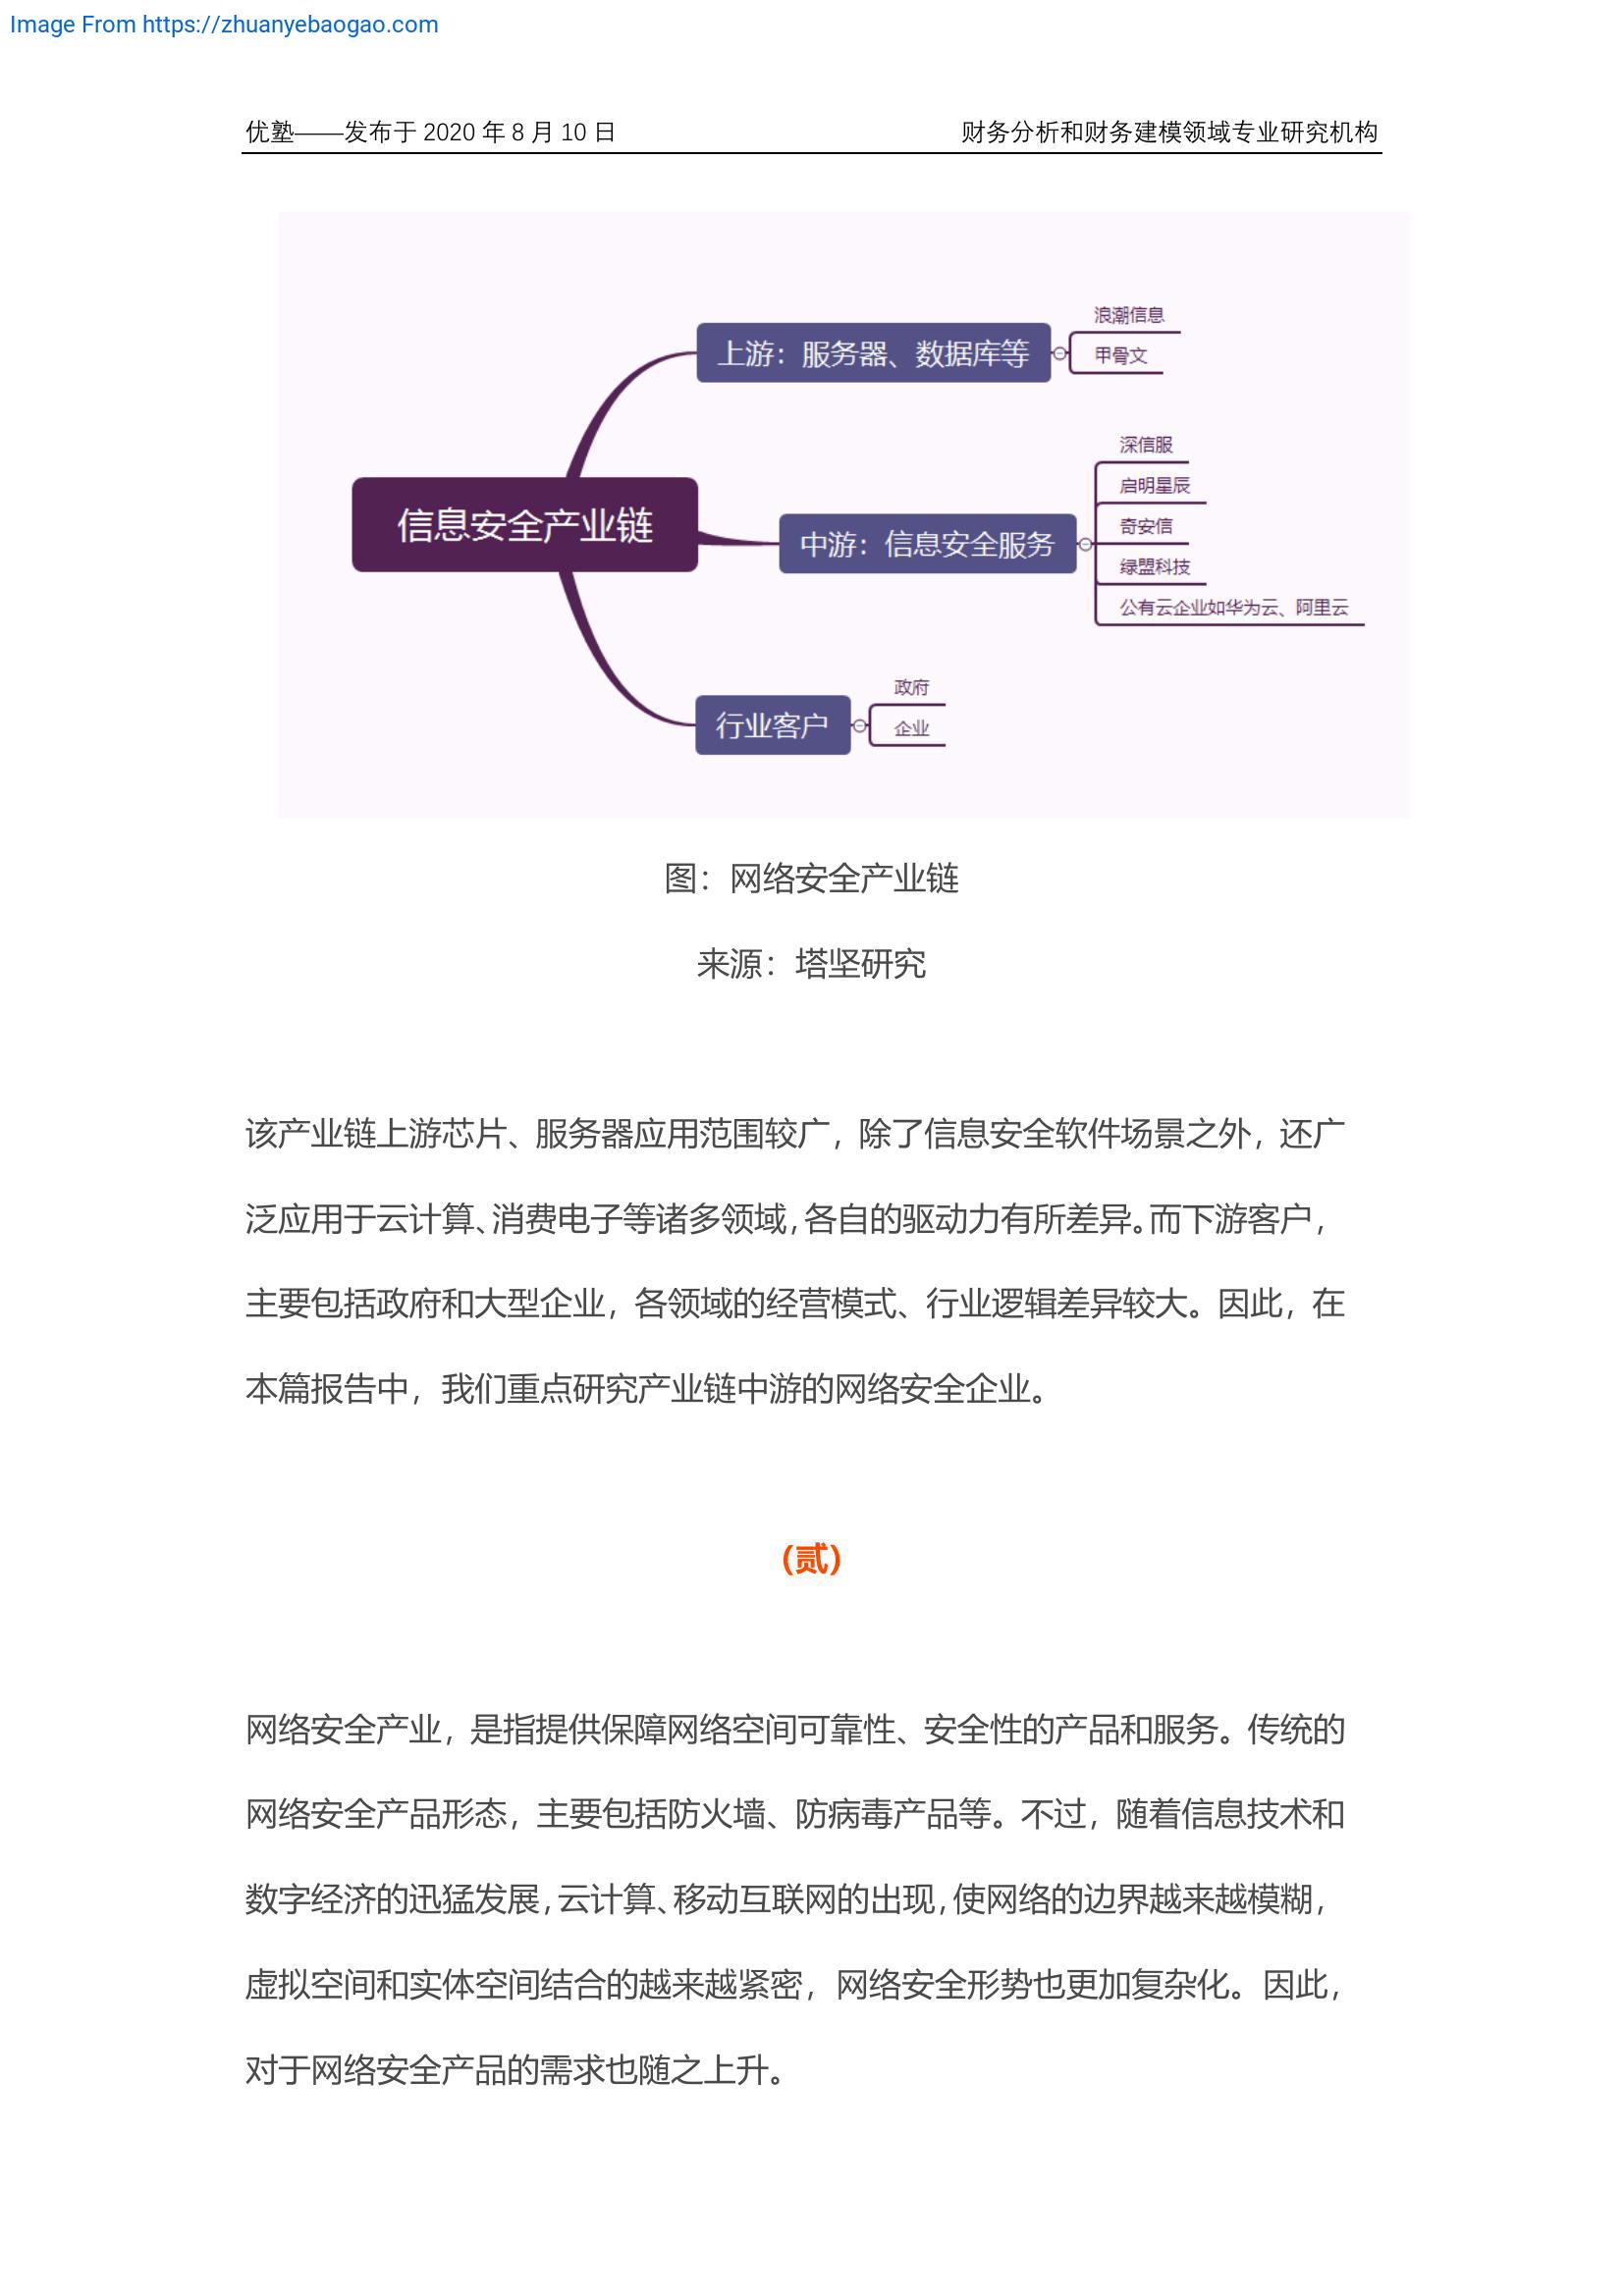 Image From https://zhuanyebaogao.com
优塾——发布于 2020 年 8 月 10 日
财务分析和财务建模领域专业研究机构
信息安全产业链
上游：服务器、数据库等
浪潮信息
甲骨文
中游：信息安全服务
深信服
启明星辰
奇安信
绿盟科技
公有云企业如华为云、阿里云
行业客户
政府
企业
图：网络安全产业链
来源：塔坚研究
该产业链上游芯片、服务器应用范围较广，除了信息安全软件场景之外，还广
泛应用于云计算、消费电子等诸多领域，各自的驱动力有所差异。而下游客户，
主要包括政府和大型企业，各领域的经营模式、行业逻辑差异较大。因此，在
本篇报告中，我们重点研究产业链中游的网络安全企业。
（贰）
网络安全产业，是指提供保障网络空间可靠性、安全性的产品和服务。传统的
网络安全产品形态，主要包括防火墙、防病毒产品等。不过，随着信息技术和
数字经济的迅猛发展，云计算、移动互联网的出现，使网络的边界越来越模糊，
虚拟空间和实体空间结合的越来越紧密，网络安全形势也更加复杂化。因此，
对于网络安全产品的需求也随之上升。